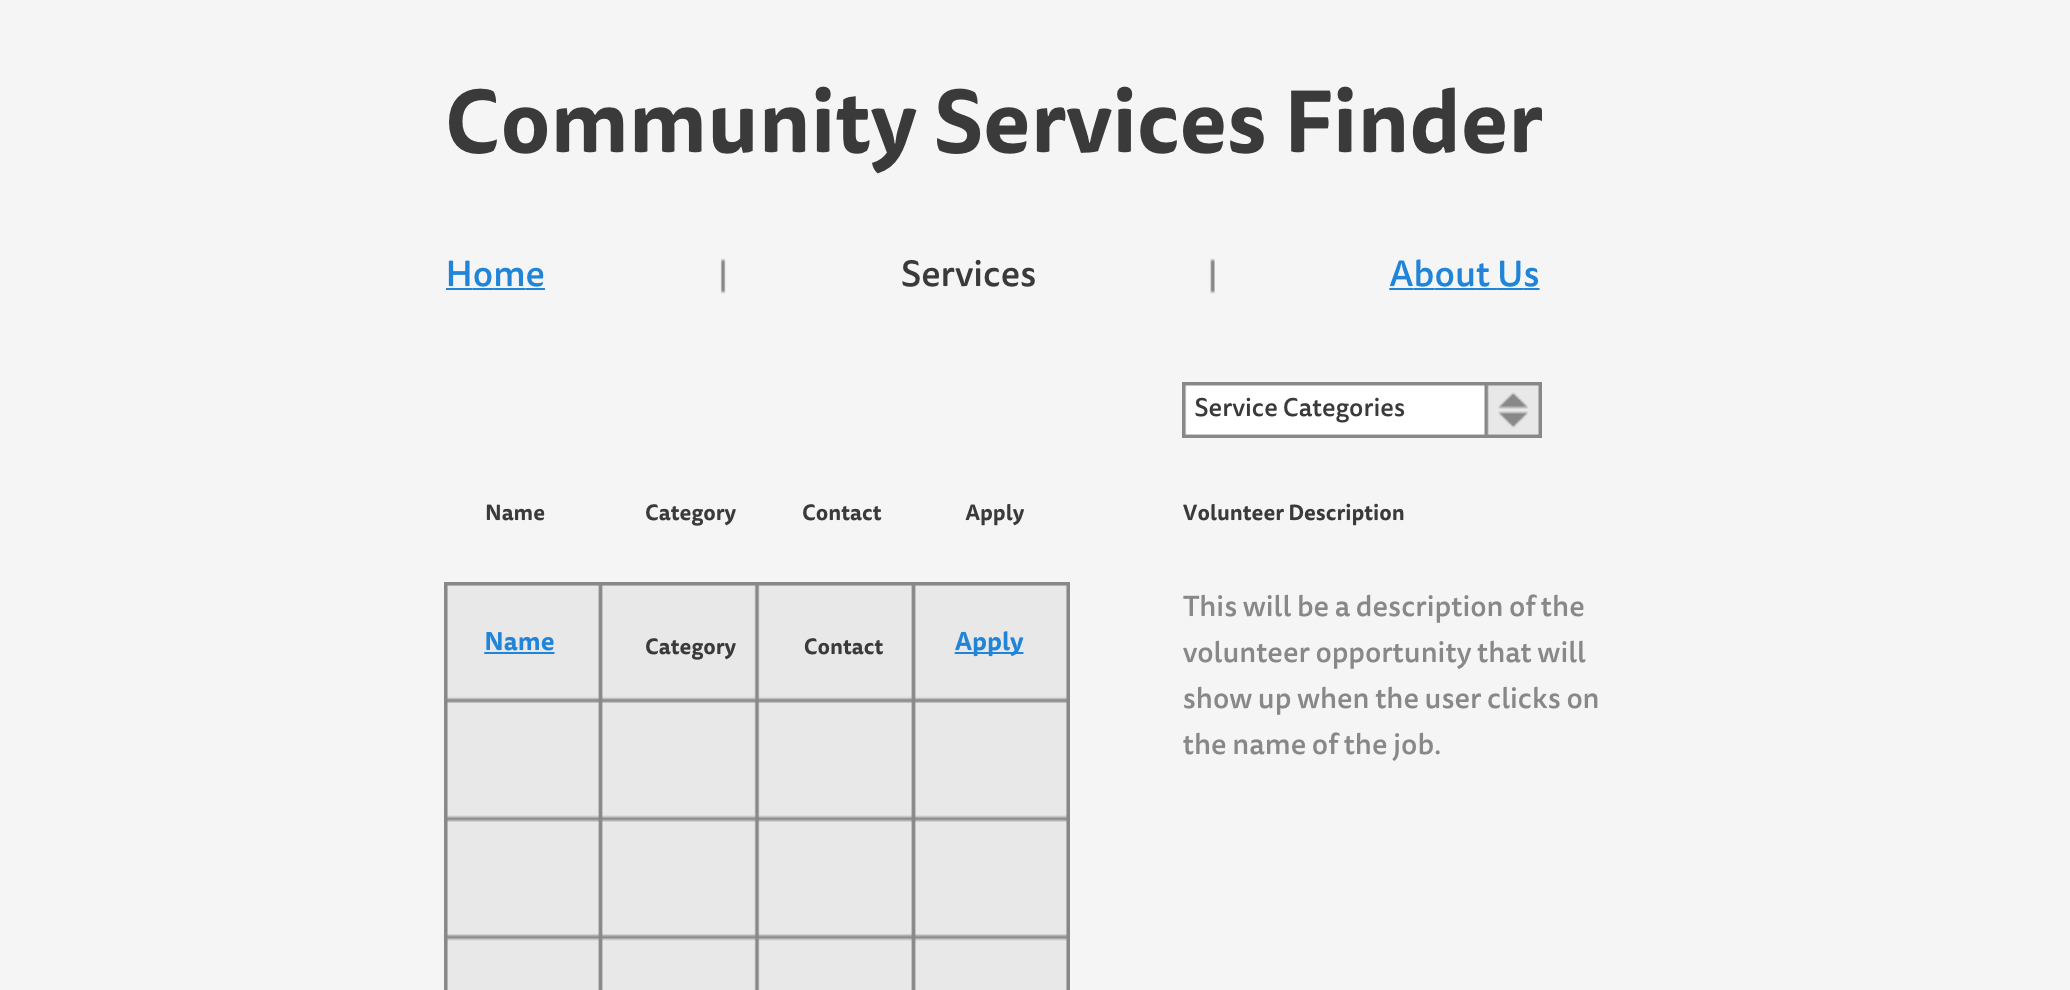 Community Services Finder
Home | Services | About Us
Service Categories
Name Category Contact Apply
Name Category Contact Apply
Volunteer Description
This will be a description of the
volunteer opportunity that will
show up when the user clicks on
the name of the job.